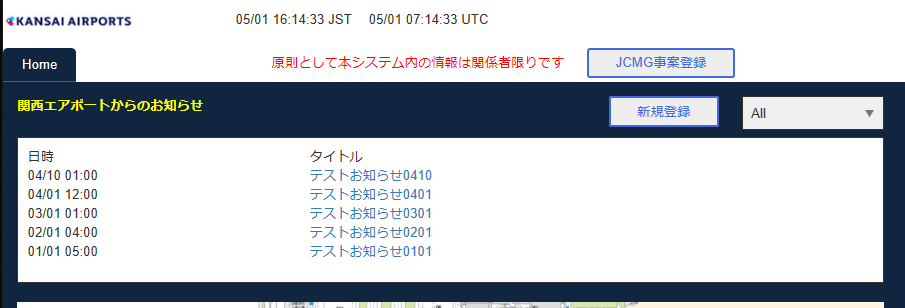 KANSAI AIRPORTS 05/01 16:14:33 JST 05/01 07:14:33 UTC
Home 原則として本システム内の情報は関係者限りです JCMG事案登録
関西エアポートからのお知らせ 新規登録 All
日時 タイトル
04/10 01:00 テストお知らせ0410
04/01 12:00 テストお知らせ0401
03/01 01:00 テストお知らせ0301
02/01 04:00 テストお知らせ0201
01/01 05:00 テストお知らせ0101